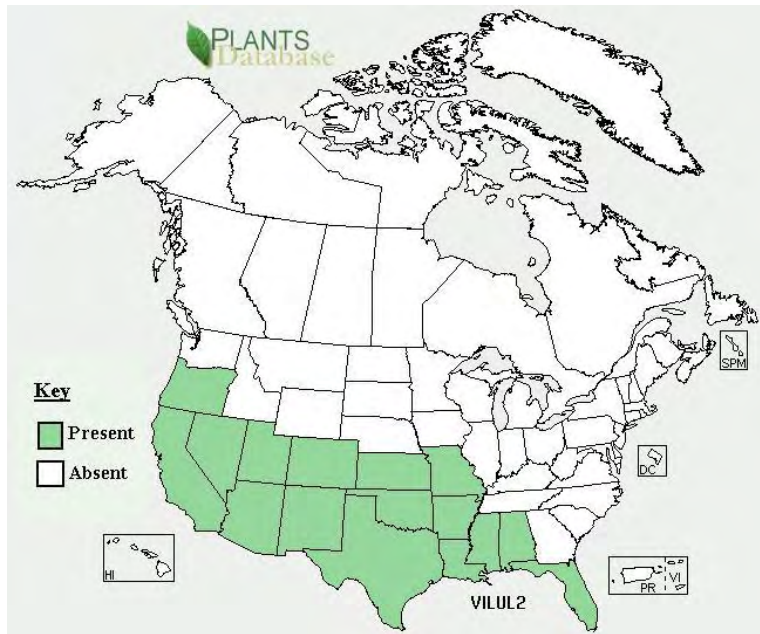 PLANTS
Database
SPM
Key
Present
Absent
DC
HI
PR
VI
VILUL2